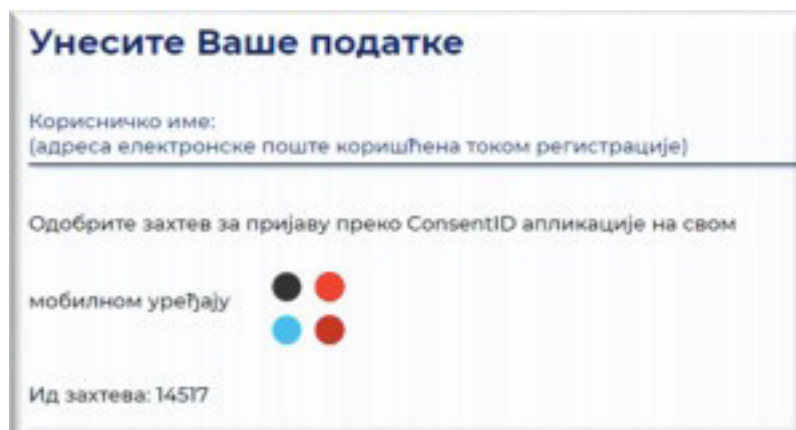 Унесите Ваше податке
Корисничко име:
(адреса електронске поште коришћена током регистрације)
Одобрите захтев за пријаву преко ConsentID апликације на свом
мобилном уређају
Ид захтева: 14517